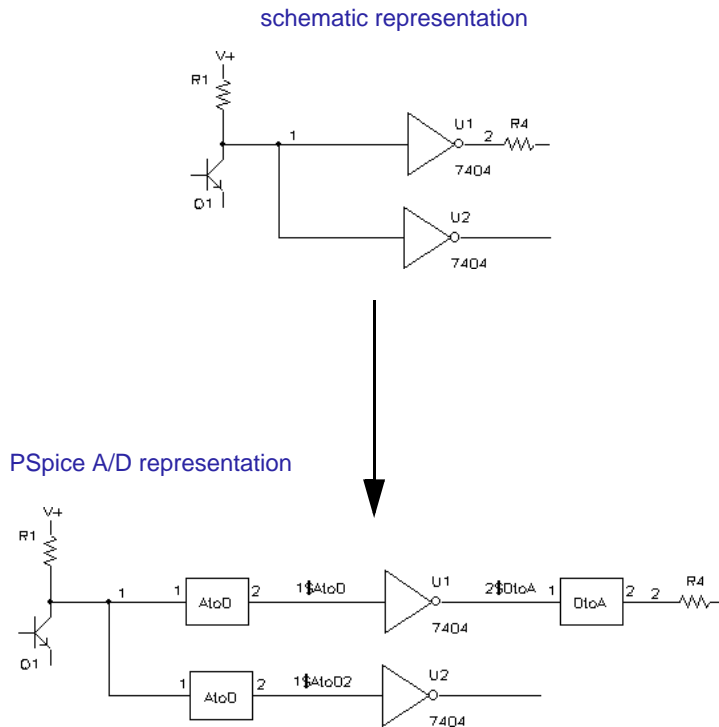 schematic representation
V+
R1
1
U1
2
R4
7404
Q1
U2
7404
PSpice A/D representation
V+
R1
1
1
AtoD
2
1$AtoD
U1
2$DtoA
1
DtoA
2
2
R4
7404
Q1
1
AtoD
2
1$AtoD2
U2
7404